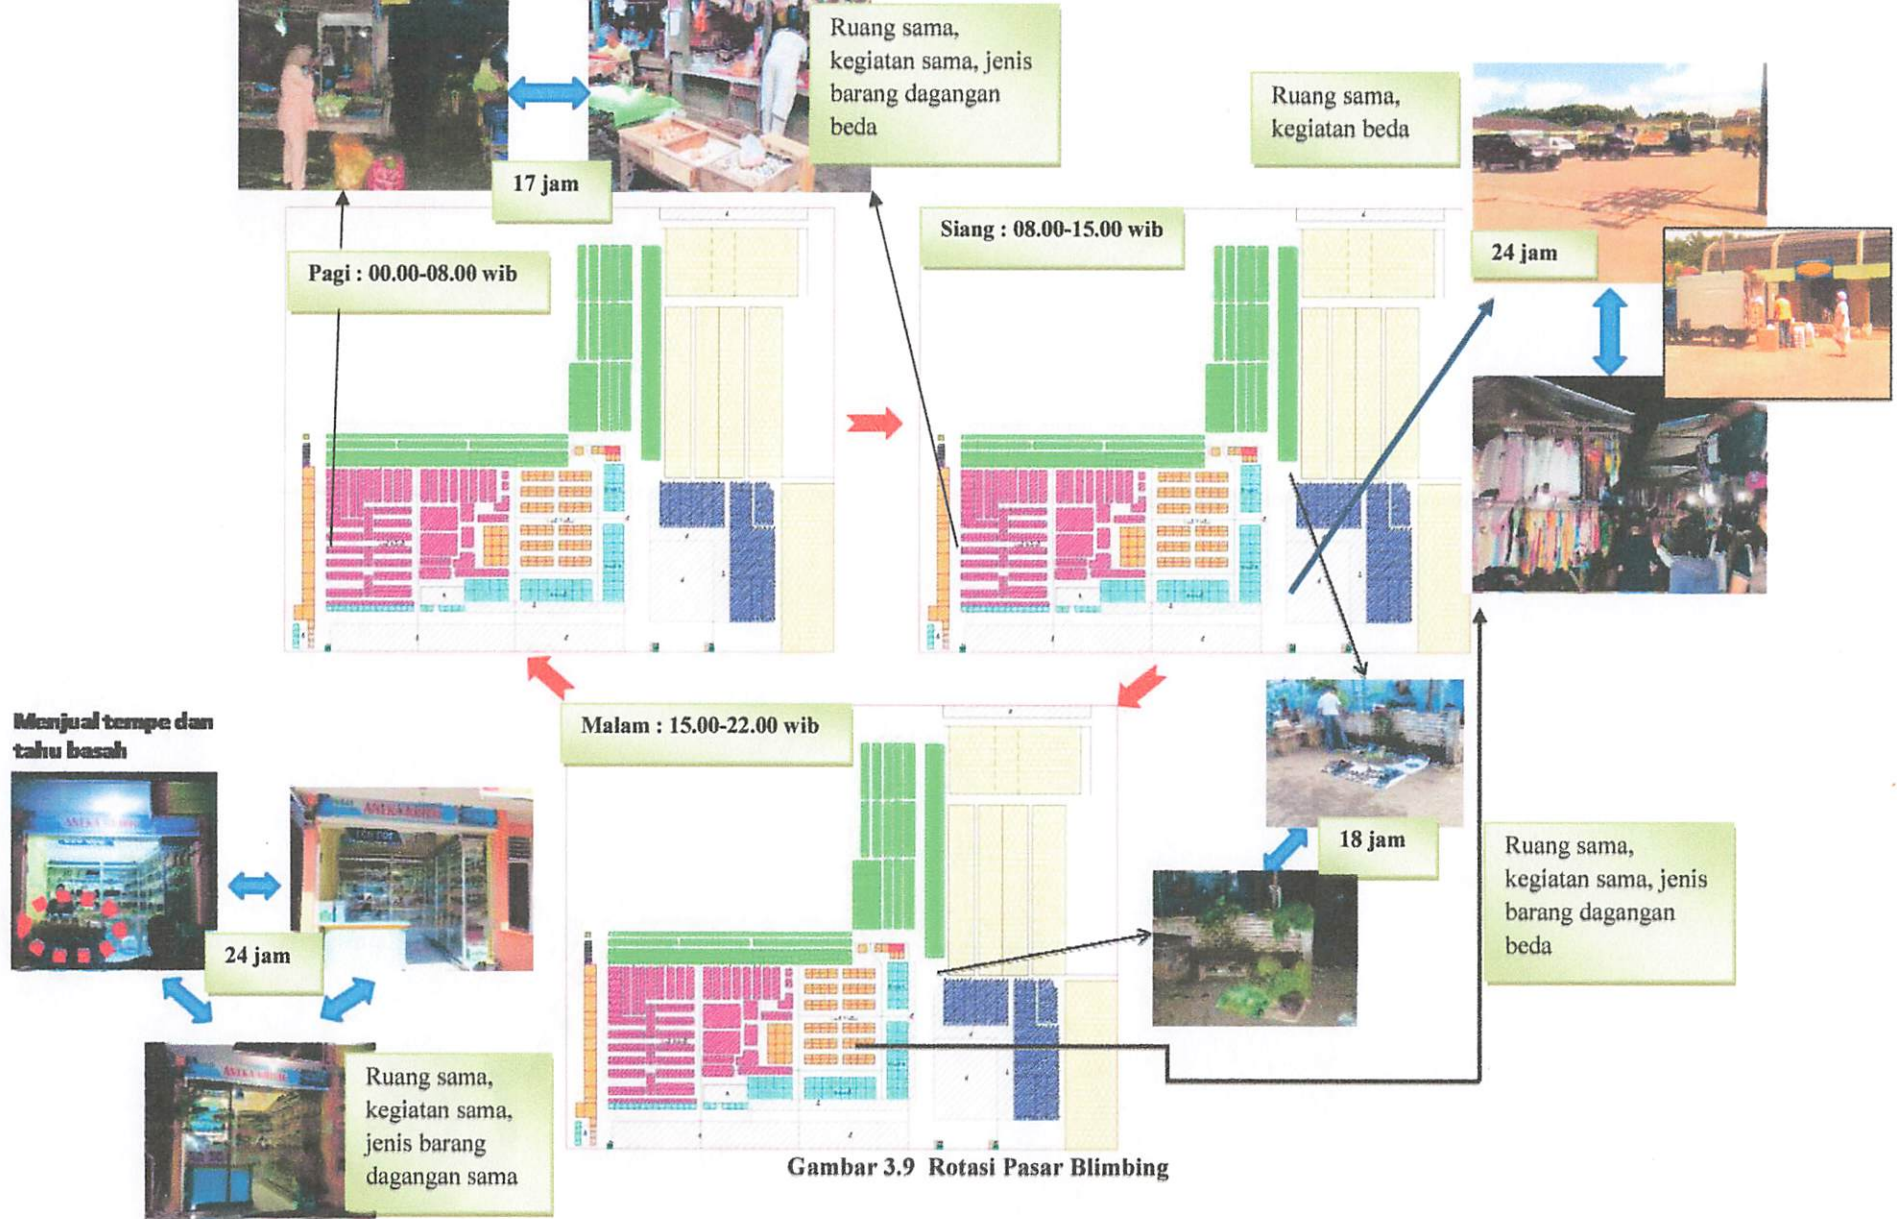 Ruang sama,
kegiatan sama, jenis
barang dagangan
beda
Ruang sama,
kegiatan beda
17 jam
Siang : 08.00-15.00 wib
24 jam
Pagi : 00.00-08.00 wib
Menjual tempe dan
tahu basah
Malam : 15.00-22.00 wib
18 jam
Ruang sama,
kegiatan sama, jenis
barang dagangan
beda
24 jam
Ruang sama,
kegiatan sama,
jenis barang
dagangan sama
Gambar 3.9 Rotasi Pasar Blimbing